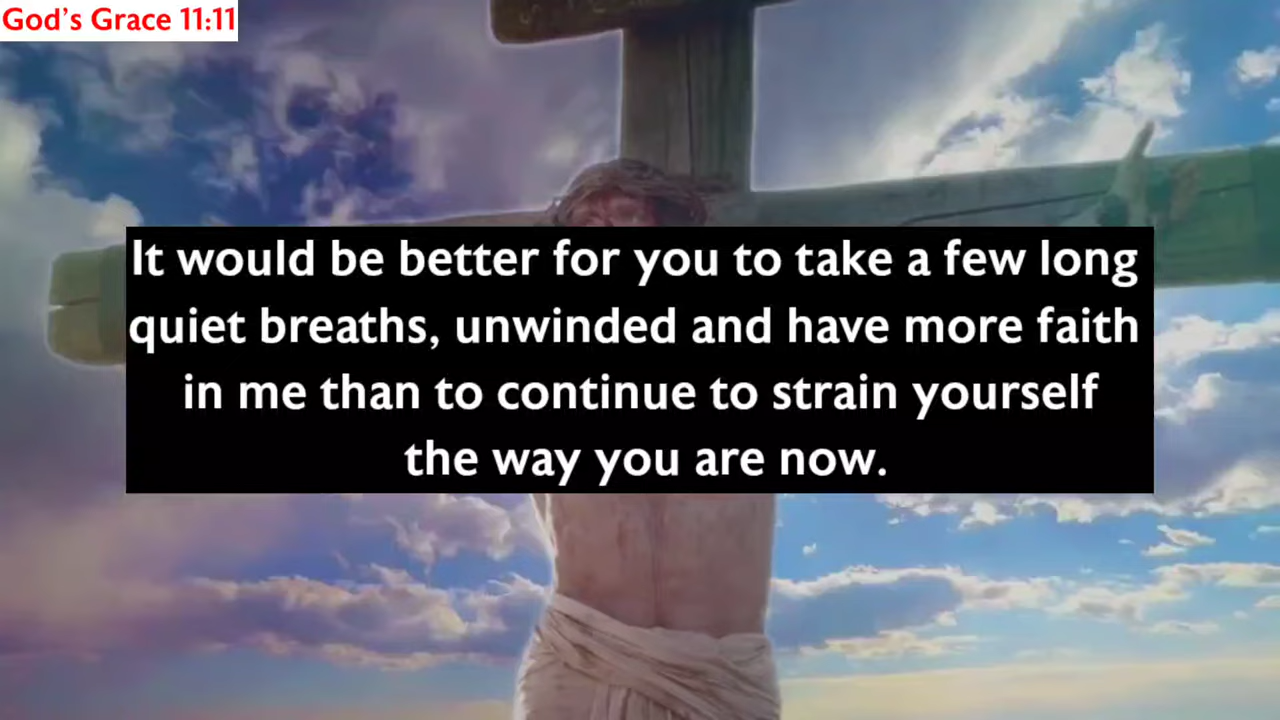 God's Grace 11:11
It would be better for you to take a few long
quiet breaths, unwinded and have more faith
in me than to continue to strain yourself
the way you are now.